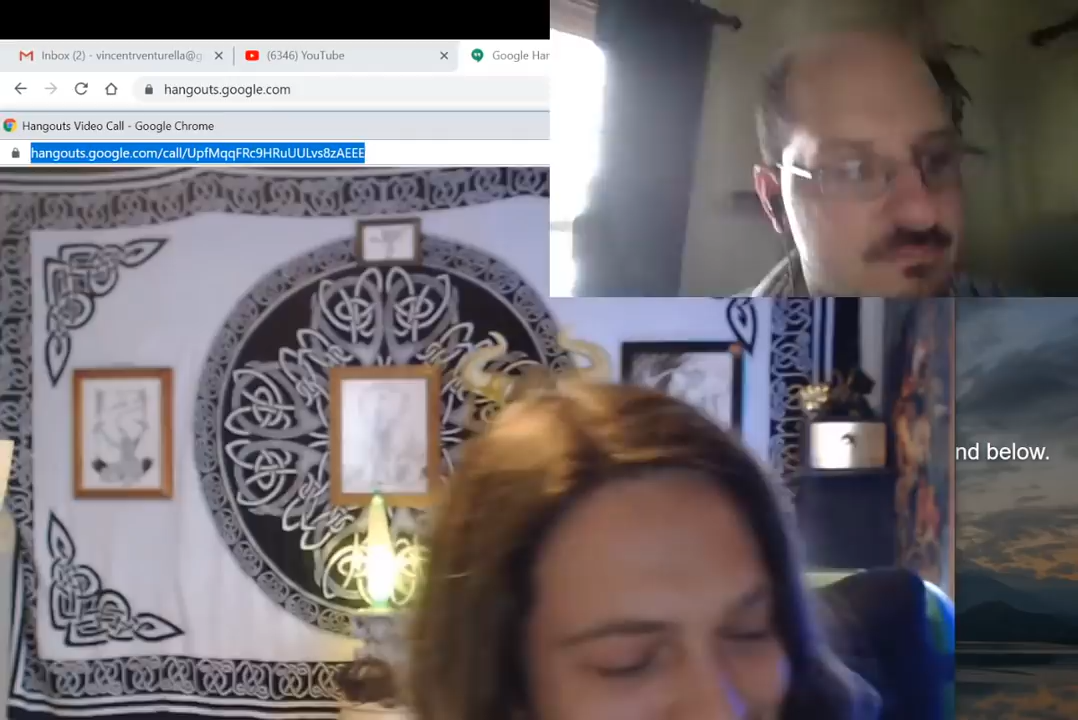 Inbox (2) - vincentrventurella@g
(6346) YouTube
Google Han
hangouts.google.com
Hangouts Video Call - Google Chrome
hangouts.google.com/call/UpfMqqFRc9HRuUULvs8zAEEE
nd below.